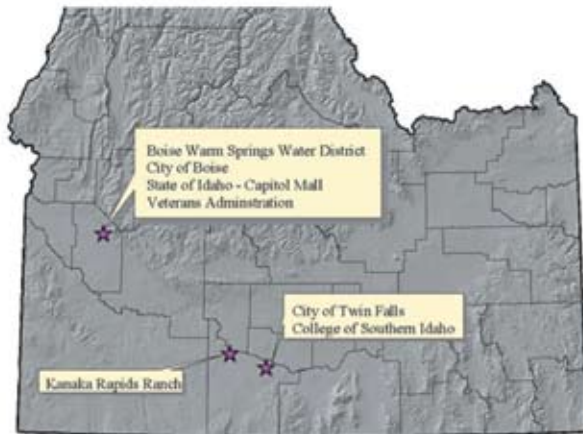 Boise Warm Springs Water District
City of Boise
State of Idaho - Capitol Mall
Veterans Adminstration
City of Twin Falls
College of Southern Idaho
Kanaka Rapids Ranch